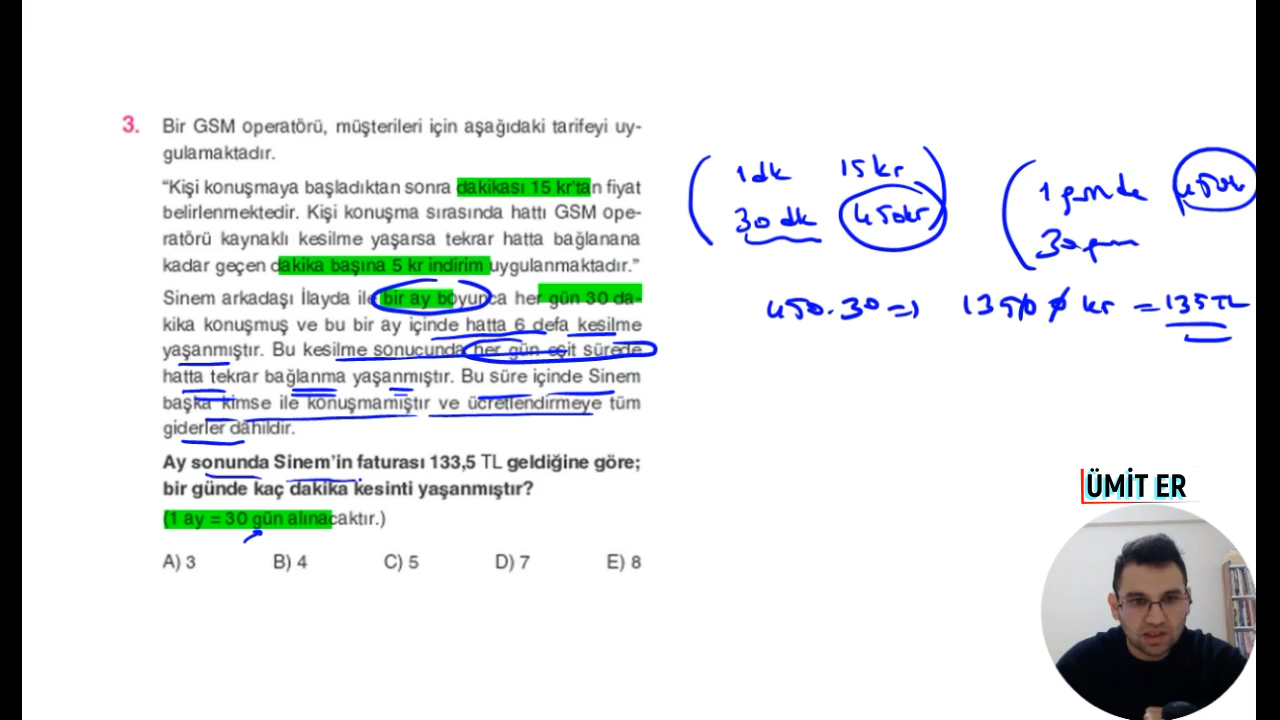 3. Bir GSM operatörü, müşterileri için aşağıdaki tarifeyi uy-
gulamaktadır.
“Kişi konuşmaya başladıktan sonra dakikası 15 kr’tan fiyat
belirlenmektedir. Kişi konuşma sırasında hattı GSM ope-
ratörü kaynaklı kesilme yaşarsa tekrar hatta bağlanana
kadar geçen dakika başına 5 kr indirim uygulanmaktadır.”
Sinem arkadaşı İlayda ile bir ay boyunca her gün 30 da-
kika konuşmuş ve bu bir ay içinde hatta 6 defa kesilme
yaşanmıştır. Bu kesilme sonucunda her gün eşit sürede
hatta tekrar bağlanma yaşanmıştır. Bu süre içinde Sinem
başka kimse ile konuşmamıştır ve ücretlendirmeye tüm
giderler dahildir.
Ay sonunda Sinem’in faturası 133,5 TL geldiğine göre;
bir günde kaç dakika kesinti yaşanmıştır?
(1 ay = 30 gün alınacaktır.)
A) 3 B) 4 C) 5 D) 7 E) 8
1 dk 15 kr
30 dk 450kr
1 günde 450k
30 gün
450.30 => 13500 kr = 135 TL
ÜMİT ER